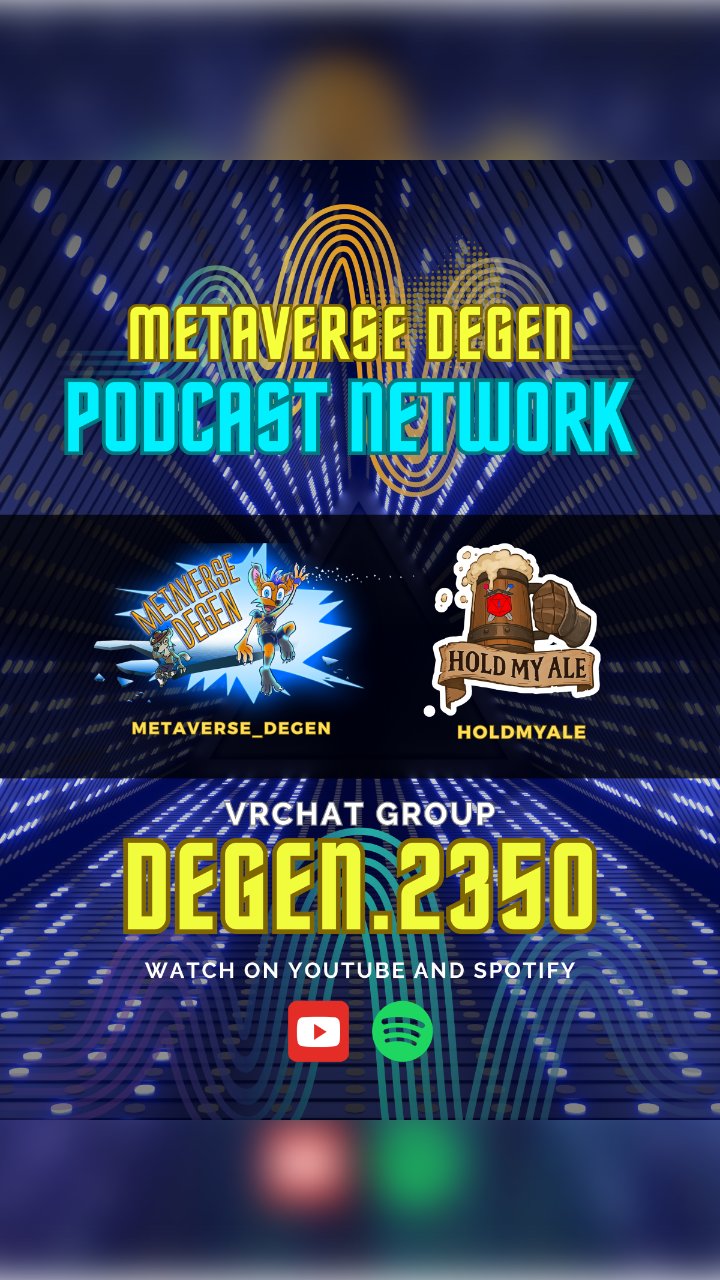 METAVERSE DEGEN
PODCAST NETWORK
METAVERSE
DEGEN
HOLD MY ALE
METAVERSE_DEGEN
HOLDMYALE
VRCHAT GROUP
DEGEN.2350
WATCH ON YOUTUBE AND SPOTIFY